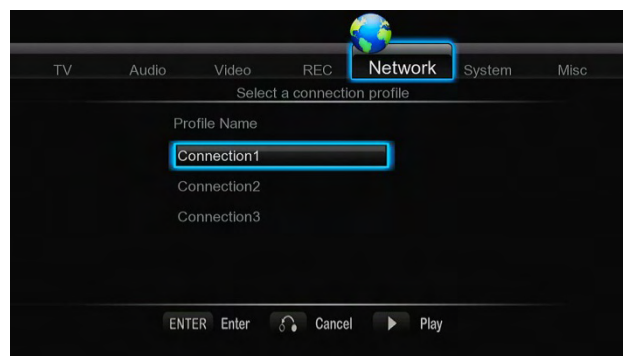 TV Audio Video REC Network System Misc
Select a connection profile
Profile Name
Connection1
Connection2
Connection3
ENTER Enter Cancel Play